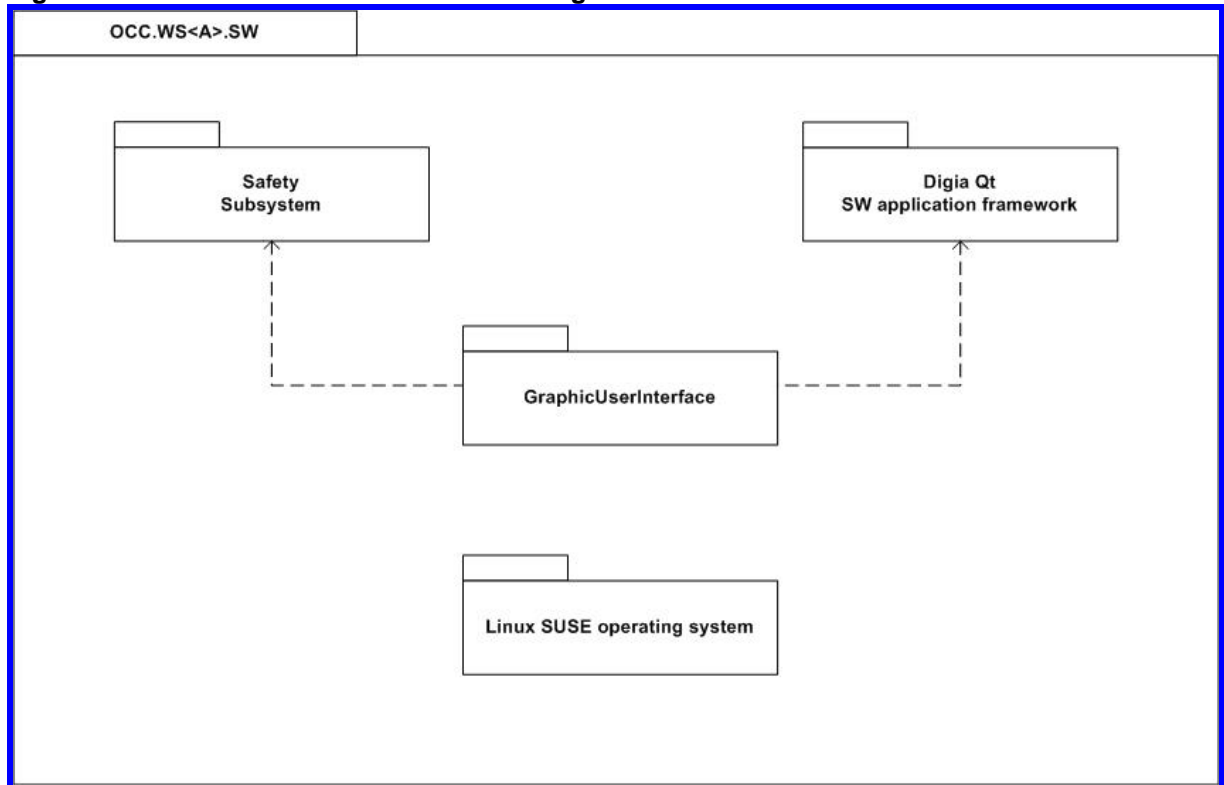 OCC.WS<A>.SW
Safety
Subsystem
Digia Qt
SW application framework
GraphicUserInterface
Linux SUSE operating system